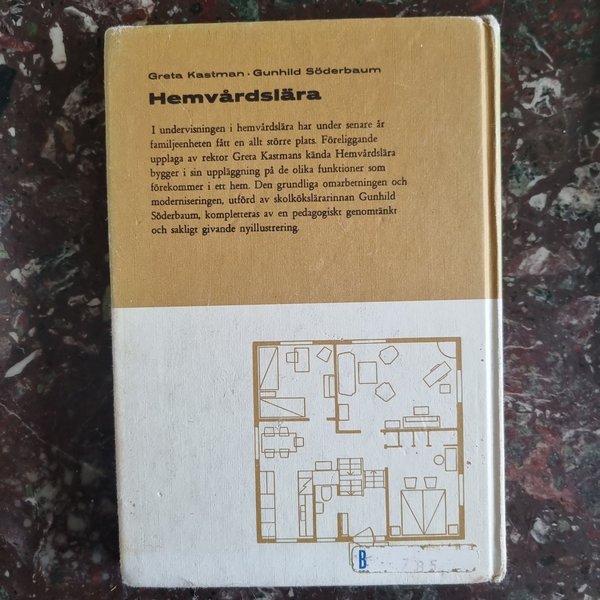 Greta Kastman · Gunhild Söderbaum
Hemvårdslära
I undervisningen i hemvårdslära har under senare år
familjeenheten fått en allt större plats. Föreliggande
upplaga av rektor Greta Kastmans kända Hemvårdslära
bygger i sin uppläggning på de olika funktioner som
förekommer i ett hem. Den grundliga omarbetningen och
moderniseringen, utförd av skolkökslärarinnan Gunhild
Söderbaum, kompletteras av en pedagogiskt genomtänkt
och sakligt givande nyillustrering.
B